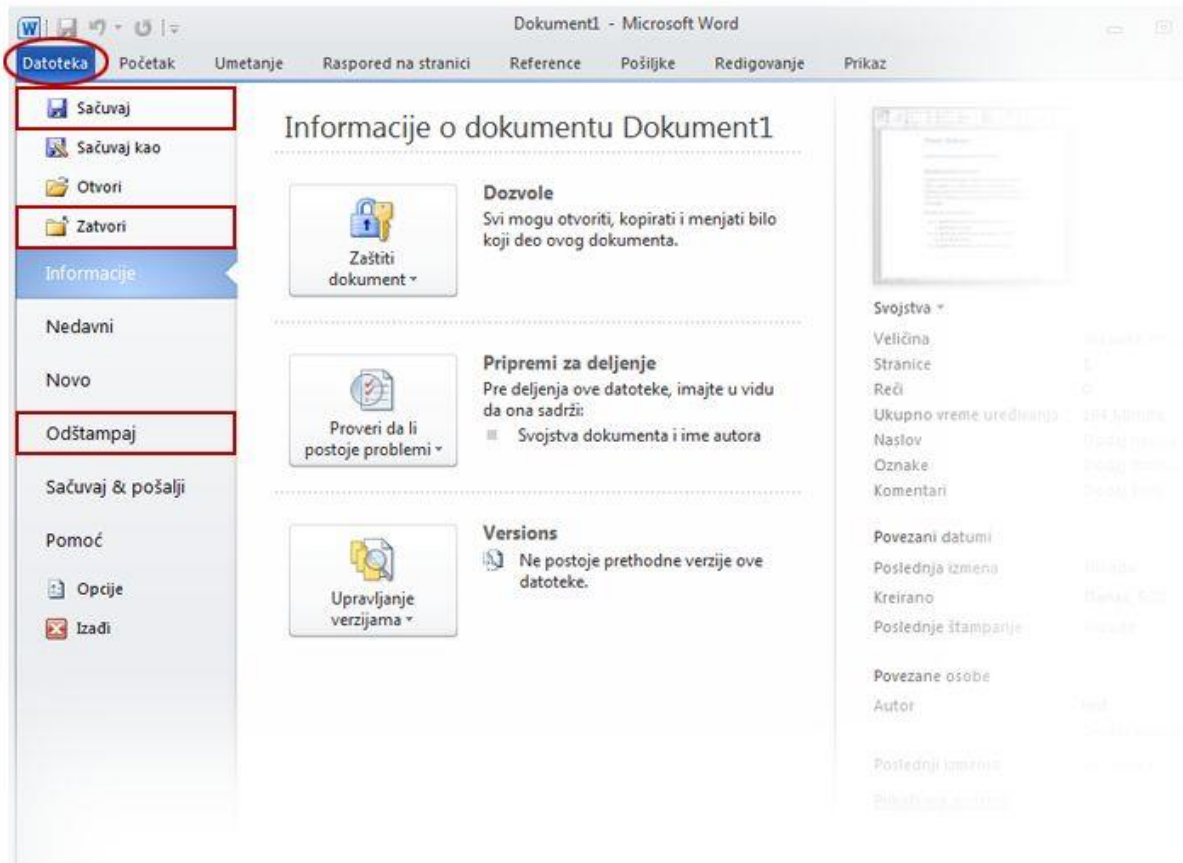 Dokument1 - Microsoft Word
Datoteka Početak Umetanje Raspored na stranici Reference Pošiljke Redigovanje Prikaz
Sačuvaj
Sačuvaj kao
Otvori
Zatvori
Informacije
Nedavni
Novo
Odštampaj
Sačuvaj & pošalji
Pomoć
Opcije
Izađi
Informacije o dokumentu Dokument1
Zaštiti
dokument
Dozvole
Svi mogu otvoriti, kopirati i menjati bilo
koji deo ovog dokumenta.
Proveri da li
postoje problemi
Pripremi za deljenje
Pre deljenja ove datoteke, imajte u vidu
da ona sadrži:
Svojstva dokumenta i ime autora
Upravljanje
verzijama
Versions
Ne postoje prethodne verzije ove
datoteke.
Svojstva
Veličina
Stranice
Reči
Ukupno vreme uređivanja
Naslov
Oznake
Komentari
Povezani datumi
Poslednja izmena
Kreirano
Poslednje štampanje
Povezane osobe
Autor